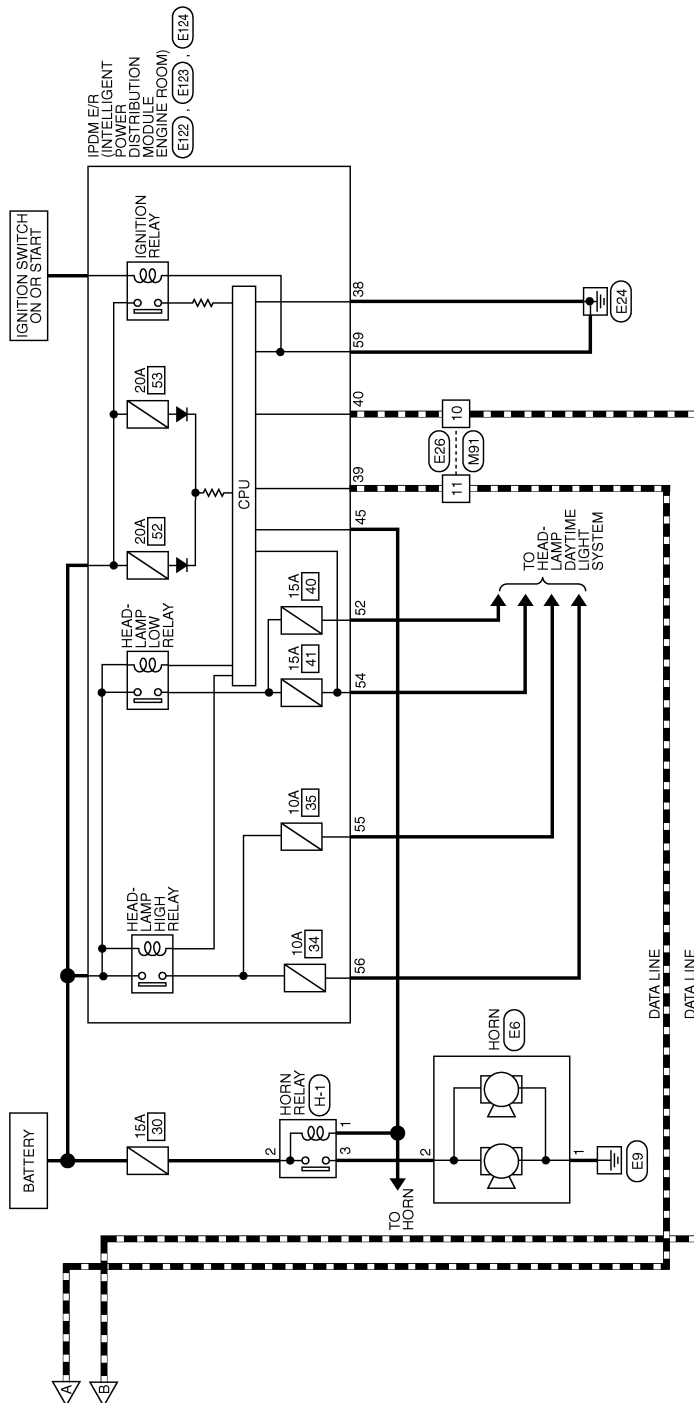 BATTERY
IGNITION SWITCH
ON OR START
IPDM E/R
(INTELLIGENT
POWER
DISTRIBUTION
MODULE
ENGINE ROOM)
E122 , E123 , E124
15A
30
HEAD-
LAMP
HIGH
RELAY
HEAD-
LAMP
LOW
RELAY
20A
52
20A
53
IGNITION
RELAY
CPU
10A
34
10A
35
15A
41
15A
40
56
55
54
52
45
39
40
59
38
HORN
RELAY
H-1
2
1
3
TO
HORN
2
HORN
E6
1
E9
TO
HEAD-
LAMP
DAYTIME
LIGHT
SYSTEM
11
10
E26
M91
E24
A
B
DATA LINE
DATA LINE